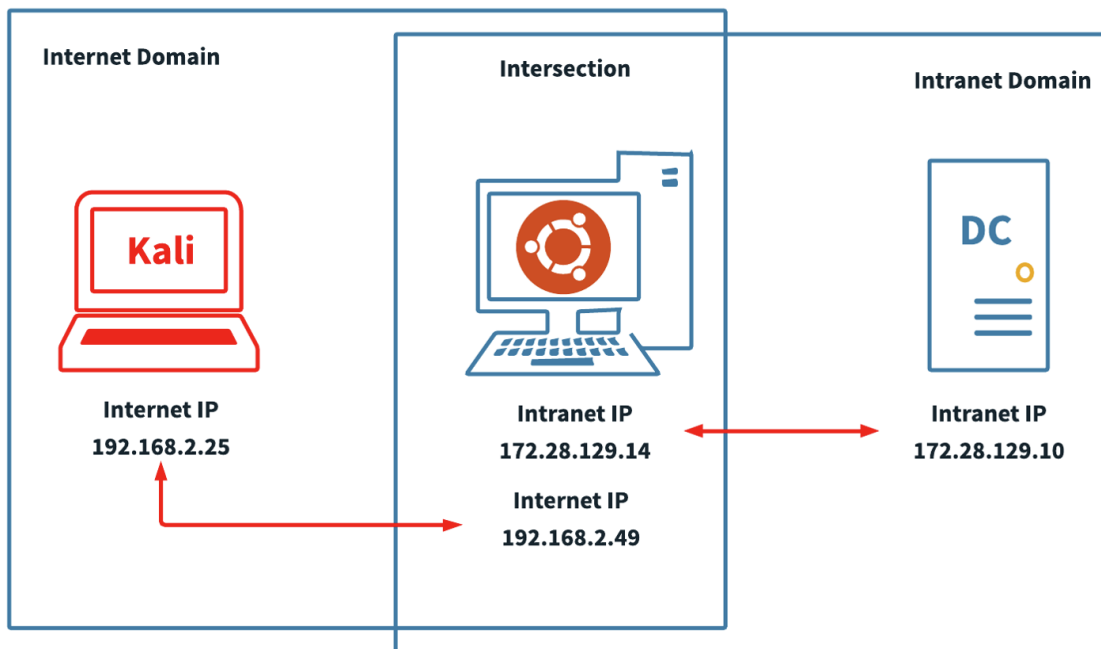 Internet Domain
Intersection
Intranet Domain
Kali
DC
Internet IP
192.168.2.25
Intranet IP
172.28.129.14
Internet IP
192.168.2.49
Intranet IP
172.28.129.10